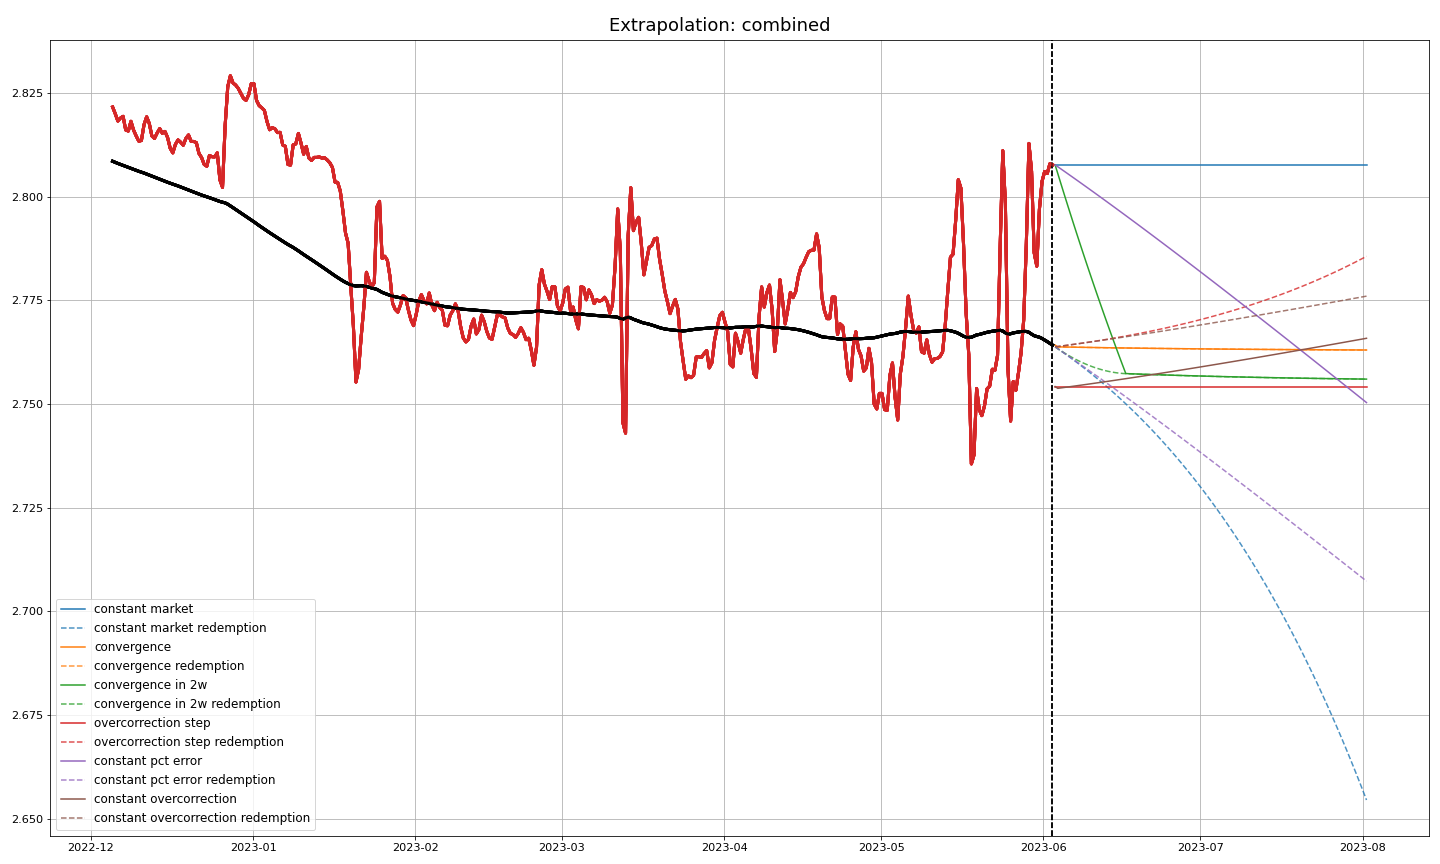 Extrapolation: combined
2.825
2.800
2.775
2.750
2.725
2.700
2.675
2.650
constant market
constant market redemption
convergence
convergence redemption
convergence in 2w
convergence in 2w redemption
overcorrection step
overcorrection step redemption
constant pct error
constant pct error redemption
constant overcorrection
constant overcorrection redemption
2022-12 2023-01 2023-02 2023-03 2023-04 2023-05 2023-06 2023-07 2023-08